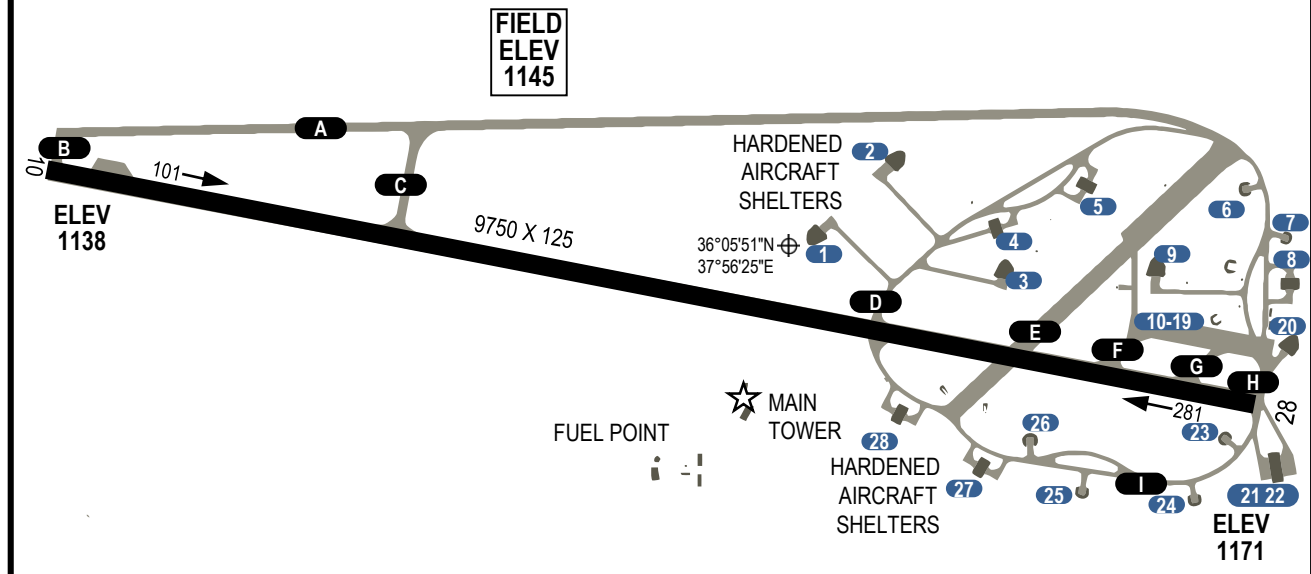 FIELD
ELEV
1145
A
B
10
101
C
ELEV
1138
9750 X 125
HARDENED
AIRCRAFT
SHELTERS
2
1
36°05'51"N
37°56'25"E
5
4
3
6
7
8
9
10-19
20
D
E
F
G
H
281
28
MAIN
TOWER
FUEL POINT
28
HARDENED
AIRCRAFT
SHELTERS
27
26
25
I
24
23
21 22
ELEV
1171